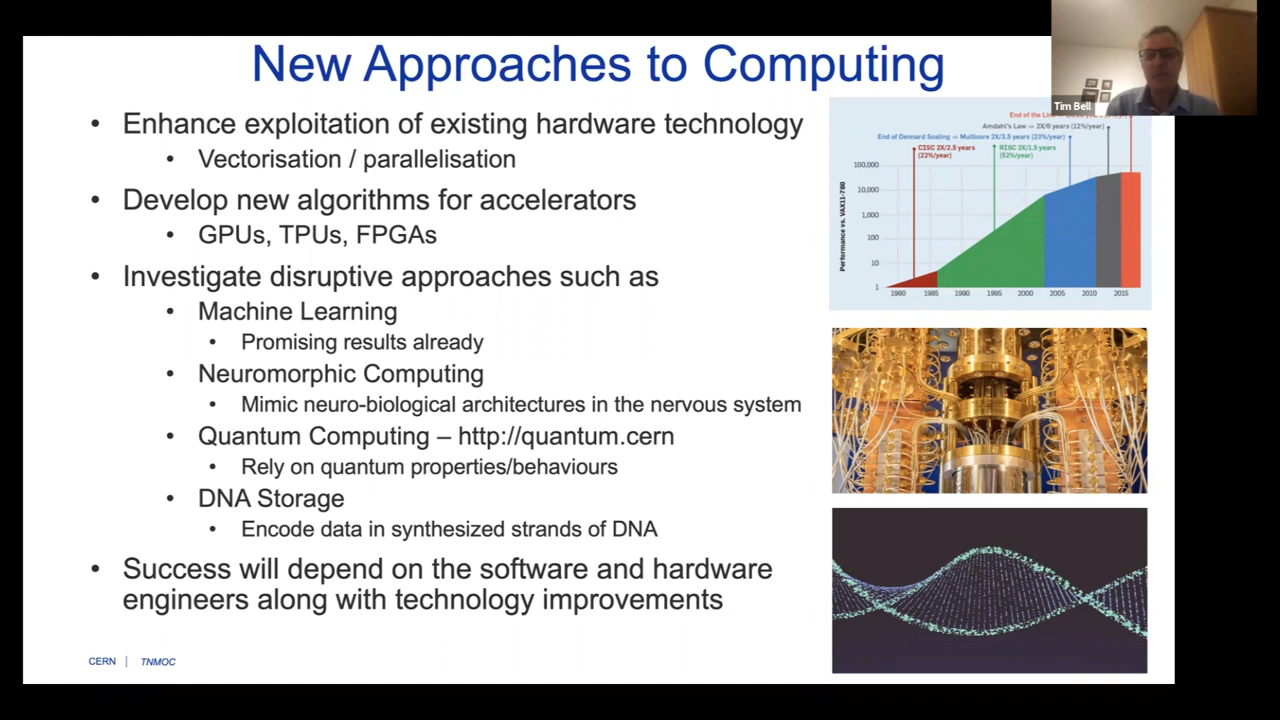 New Approaches to Computing
Tim Bell
• Enhance exploitation of existing hardware technology
• Vectorisation / parallelisation
• Develop new algorithms for accelerators
• GPUs, TPUs, FPGAs
• Investigate disruptive approaches such as
• Machine Learning
• Promising results already
• Neuromorphic Computing
• Mimic neuro-biological architectures in the nervous system
• Quantum Computing – http://quantum.cern
• Rely on quantum properties/behaviours
• DNA Storage
• Encode data in synthesized strands of DNA
• Success will depend on the software and hardware
engineers along with technology improvements
End of the
Amdahl's Law ⇒ 2X/6 years (12%/year)
End of Dennard Scaling ⇒ Multicore 2X/3.5 years (23%/year)
CISC 2X/2.5 years
(22%/year)
RISC 2X/1.5 years
(52%/year)
Performance vs. VAX11-780
100,000
10,000
1,000
100
10
1
1980 1985 1990 1995 2000 2005 2010 2015
CERN | TNMOC